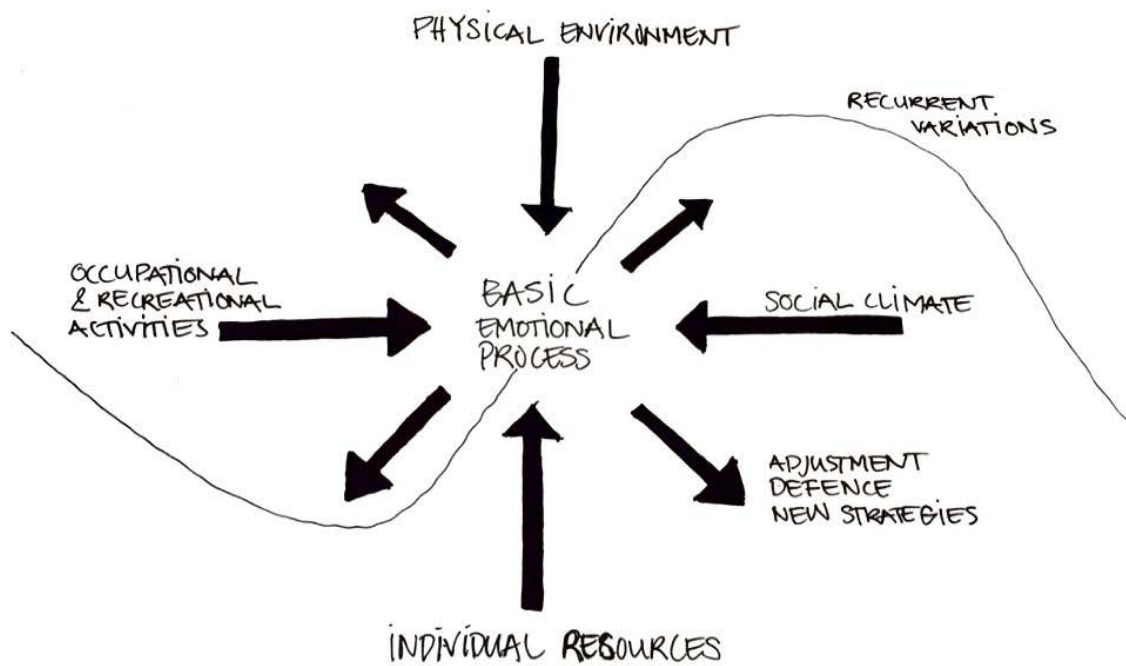 PHYSICAL ENVIRONMENT
RECURRENT
VARIATIONS
OCCUPATIONAL
& RECREATIONAL
ACTIVITIES
BASIC
EMOTIONAL
PROCESS
SOCIAL CLIMATE
ADJUSTMENT
DEFENCE
NEW STRATEGIES
INDIVIDUAL RESOURCES